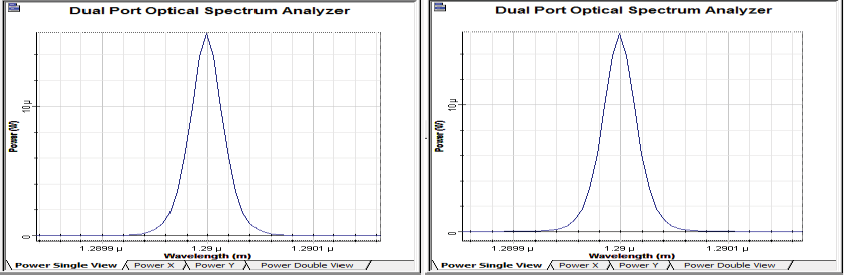 Dual Port Optical Spectrum Analyzer
Power (W)
10 µ
0
1.2899 µ 1.29 µ 1.2901 µ
Wavelength (m)
Power Single View Power X Power Y Power Double View
Dual Port Optical Spectrum Analyzer
Power (W)
10 µ
0
1.2899 µ 1.29 µ 1.2901 µ
Wavelength (m)
Power Single View Power X Power Y Power Double View